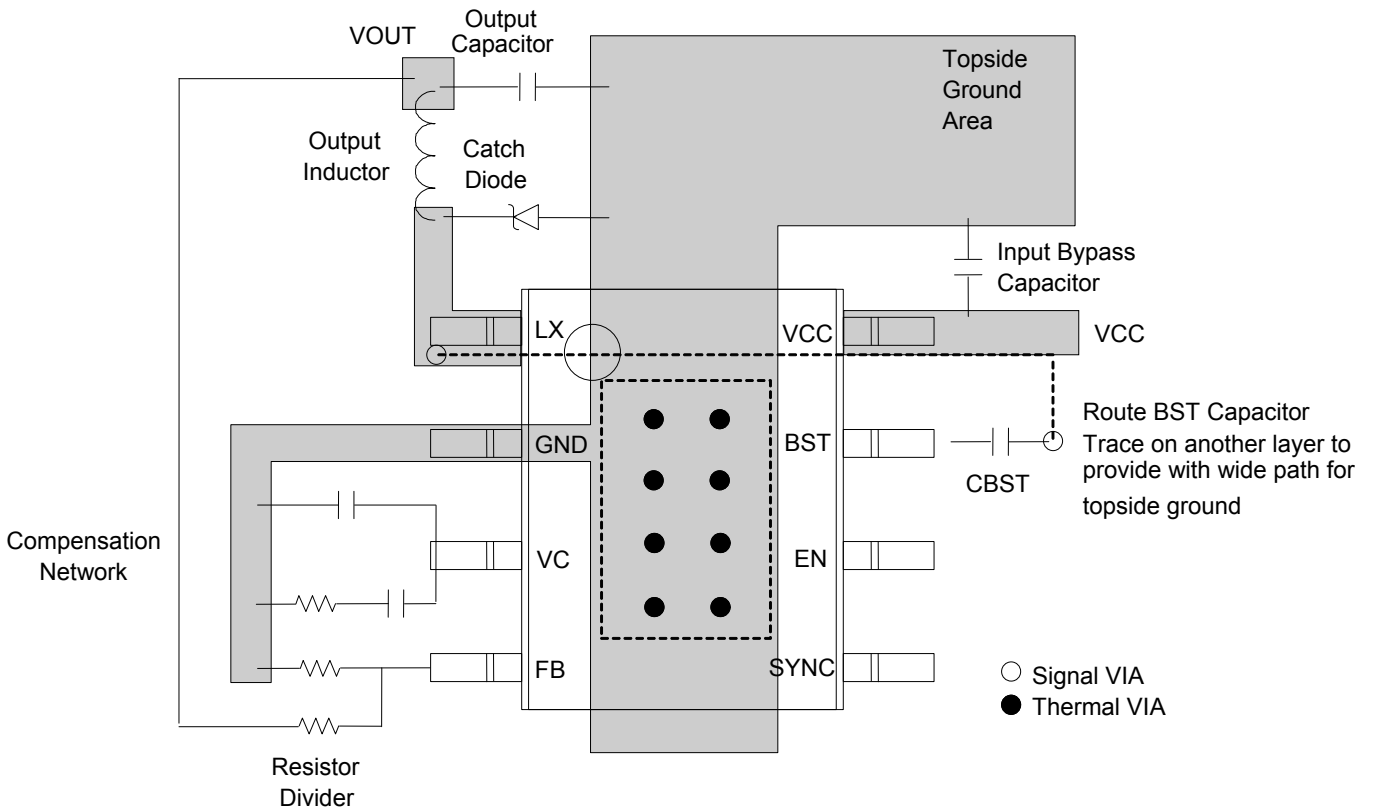 VOUT
Output
Capacitor
Topside
Ground
Area
Output
Inductor
Catch
Diode
Input Bypass
Capacitor
LX
VCC
VCC
GND
BST
CBST
Route BST Capacitor
Trace on another layer to
provide with wide path for
topside ground
Compensation
Network
VC
EN
FB
SYNC
Signal VIA
Thermal VIA
Resistor
Divider